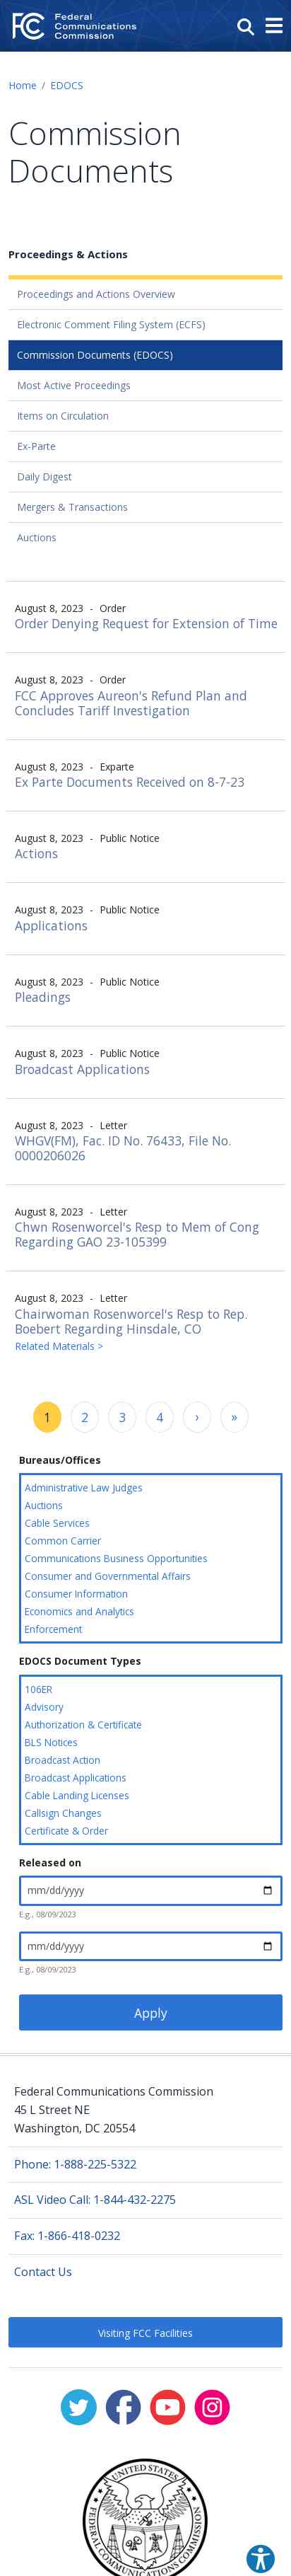 FCC
Federal
Communications
Commission
Home / EDOCS
Commission
Documents
Proceedings & Actions
Proceedings and Actions Overview
Electronic Comment Filing System (ECFS)
Commission Documents (EDOCS)
Most Active Proceedings
Items on Circulation
Ex-Parte
Daily Digest
Mergers & Transactions
Auctions
August 8, 2023 - Order
Order Denying Request for Extension of Time
August 8, 2023 - Order
FCC Approves Aureon's Refund Plan and
Concludes Tariff Investigation
August 8, 2023 - Exparte
Ex Parte Documents Received on 8-7-23
August 8, 2023 - Public Notice
Actions
August 8, 2023 - Public Notice
Applications
August 8, 2023 - Public Notice
Pleadings
August 8, 2023 - Public Notice
Broadcast Applications
August 8, 2023 - Letter
WHGV(FM), Fac. ID No. 76433, File No.
0000206026
August 8, 2023 - Letter
Chwn Rosenworcel's Resp to Mem of Cong
Regarding GAO 23-105399
August 8, 2023 - Letter
Chairwoman Rosenworcel's Resp to Rep.
Boebert Regarding Hinsdale, CO
Related Materials >
1 2 3 4 › »
Bureaus/Offices
Administrative Law Judges
Auctions
Cable Services
Common Carrier
Communications Business Opportunities
Consumer and Governmental Affairs
Consumer Information
Economics and Analytics
Enforcement
EDOCS Document Types
106ER
Advisory
Authorization & Certificate
BLS Notices
Broadcast Action
Broadcast Applications
Cable Landing Licenses
Callsign Changes
Certificate & Order
Released on
mm/dd/yyyy
E.g., 08/09/2023
mm/dd/yyyy
E.g., 08/09/2023
Apply
Federal Communications Commission
45 L Street NE
Washington, DC 20554
Phone: 1-888-225-5322
ASL Video Call: 1-844-432-2275
Fax: 1-866-418-0232
Contact Us
Visiting FCC Facilities
UNITED STATES
FEDERAL COMMUNICATIONS COMMISSION